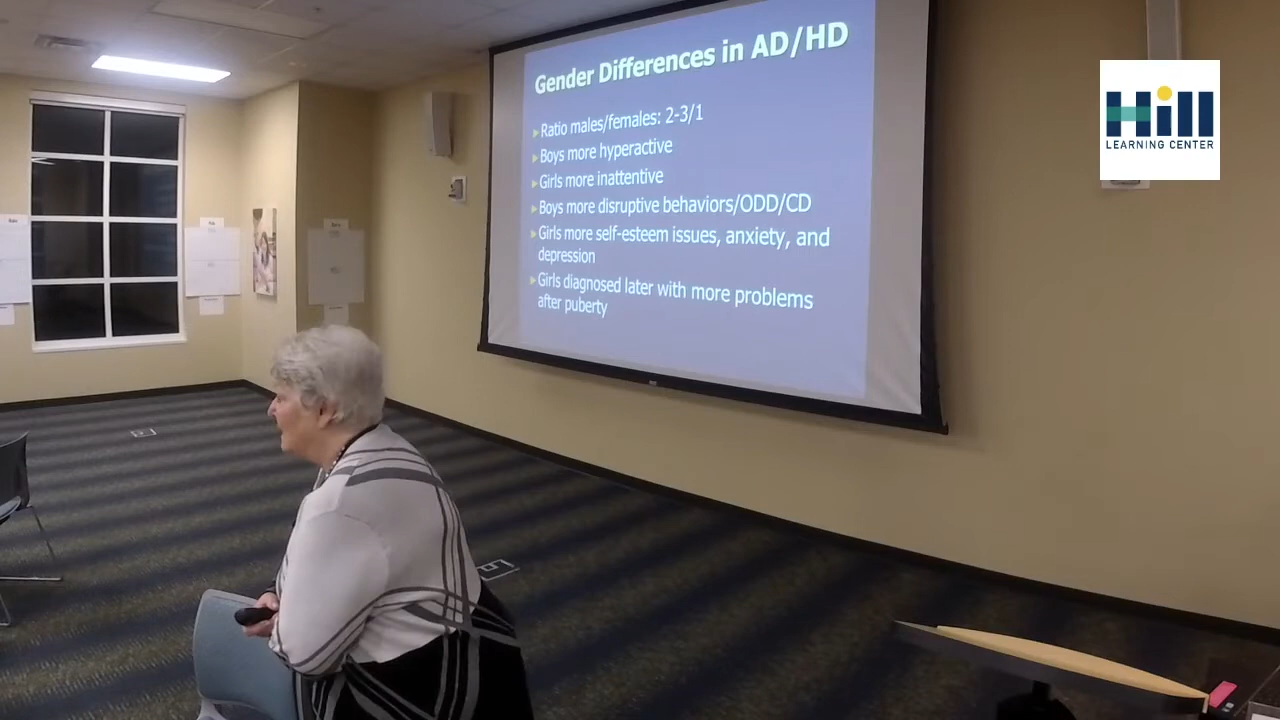 Gender Differences in AD/HD
Ratio males/females: 2-3/1
Boys more hyperactive
Girls more inattentive
Boys more disruptive behaviors/ODD/CD
Girls more self-esteem issues, anxiety, and
depression
Girls diagnosed later with more problems
after puberty
Hill
LEARNING CENTER